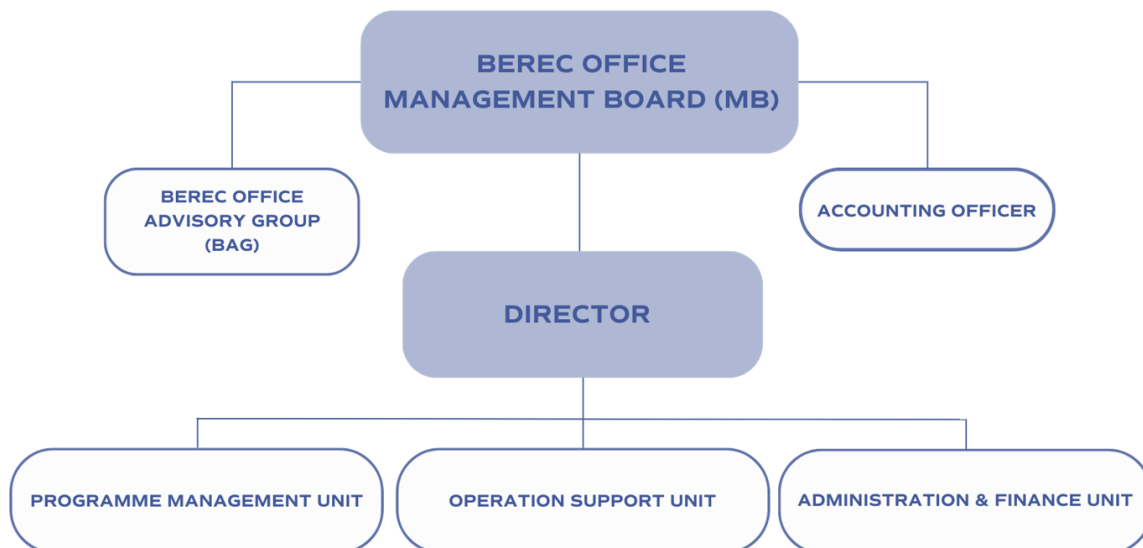 BEREC OFFICE
MANAGEMENT BOARD (MB)
BEREC OFFICE
ADVISORY GROUP
(BAG)
ACCOUNTING OFFICER
DIRECTOR
PROGRAMME MANAGEMENT UNIT
OPERATION SUPPORT UNIT
ADMINISTRATION & FINANCE UNIT